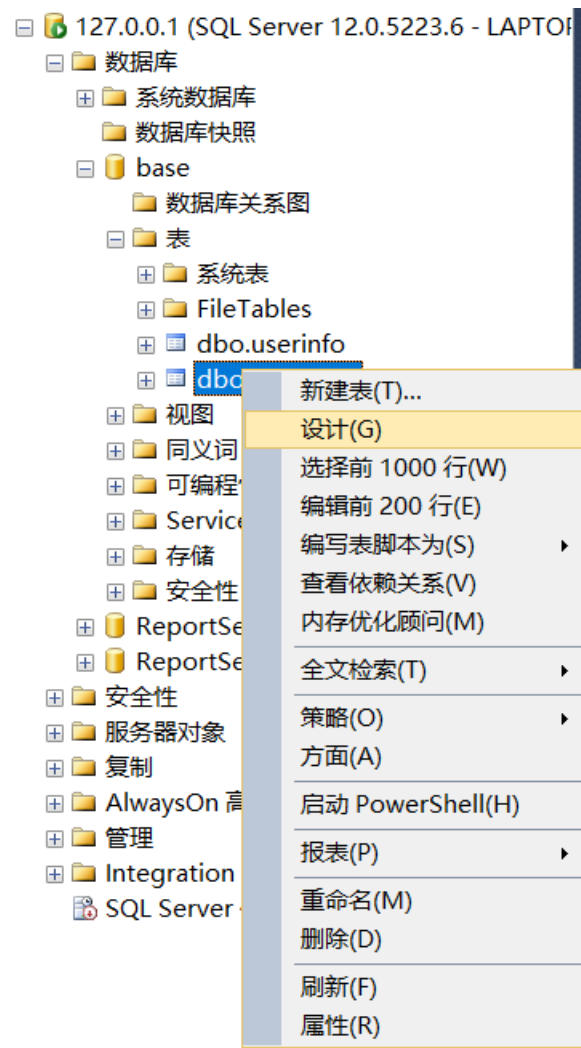 127.0.0.1 (SQL Server 12.0.5223.6 - LAPTOP
数据库
系统数据库
数据库快照
base
数据库关系图
表
系统表
FileTables
dbo.userinfo
dbo
视图
同义词
可编程
Service
存储
安全性
ReportSe
ReportSe
安全性
服务器对象
复制
AlwaysOn 高
管理
Integration
SQL Server
新建表(T)...
设计(G)
选择前 1000 行(W)
编辑前 200 行(E)
编写表脚本为(S)
查看依赖关系(V)
内存优化顾问(M)
全文检索(T)
策略(O)
方面(A)
启动 PowerShell(H)
报表(P)
重命名(M)
删除(D)
刷新(F)
属性(R)